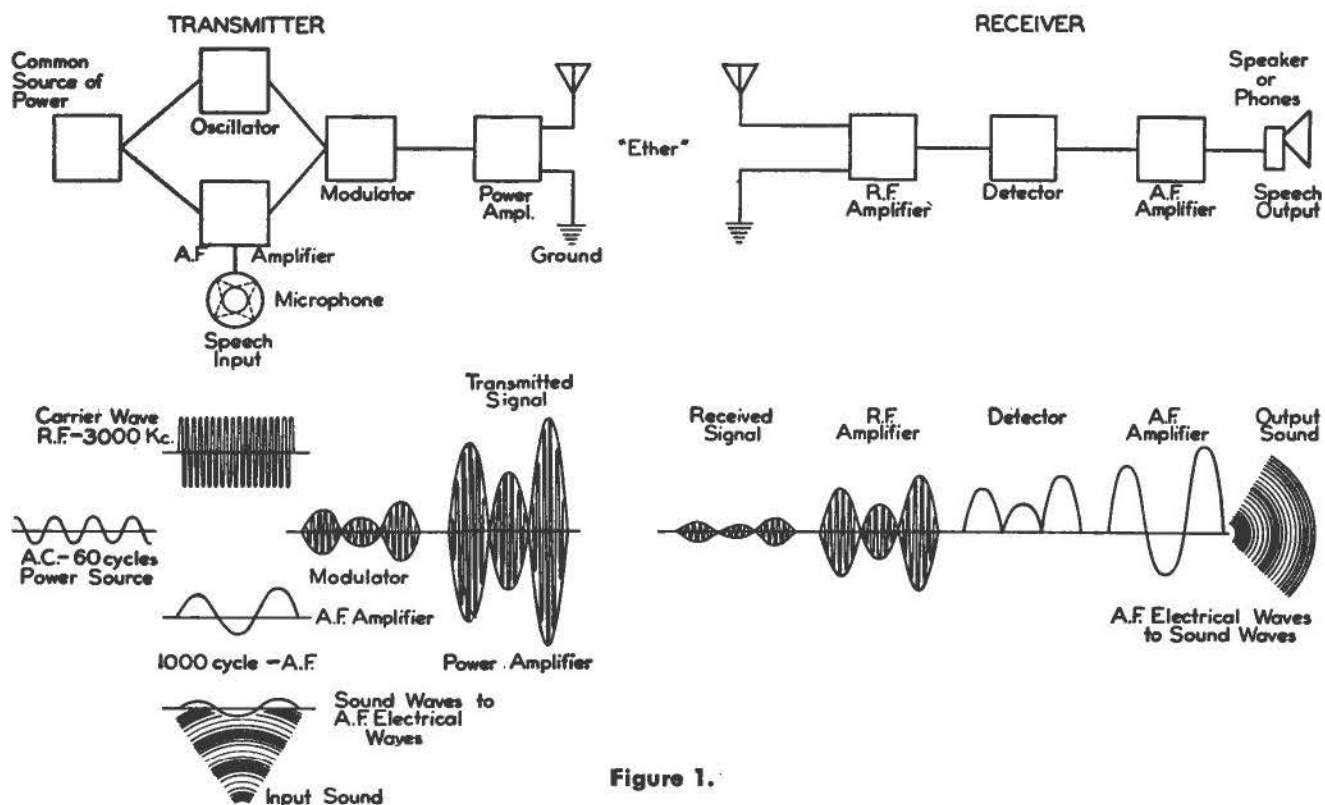 TRANSMITTER
RECEIVER
Common
Source of
Power
Oscillator
Modulator
Power
Ampl.
A.F. Amplifier
Microphone
Speech
Input
Ground
"Ether"
R.F.
Amplifier
Detector
A.F.
Amplifier
Speaker
or
Phones
Speech
Output
Carrier Wave
R.F.-3000 Kc.
A.C.-60 cycles
Power Source
Modulator
Transmitted
Signal
A.F. Amplifier
1000 cycle -A.F.
Power Amplifier
Sound Waves to
A.F. Electrical
Waves
Input Sound
Received
Signal
R.F.
Amplifier
Detector
A.F.
Amplifier
Output
Sound
A.F. Electrical Waves
to Sound Waves
Figure 1.